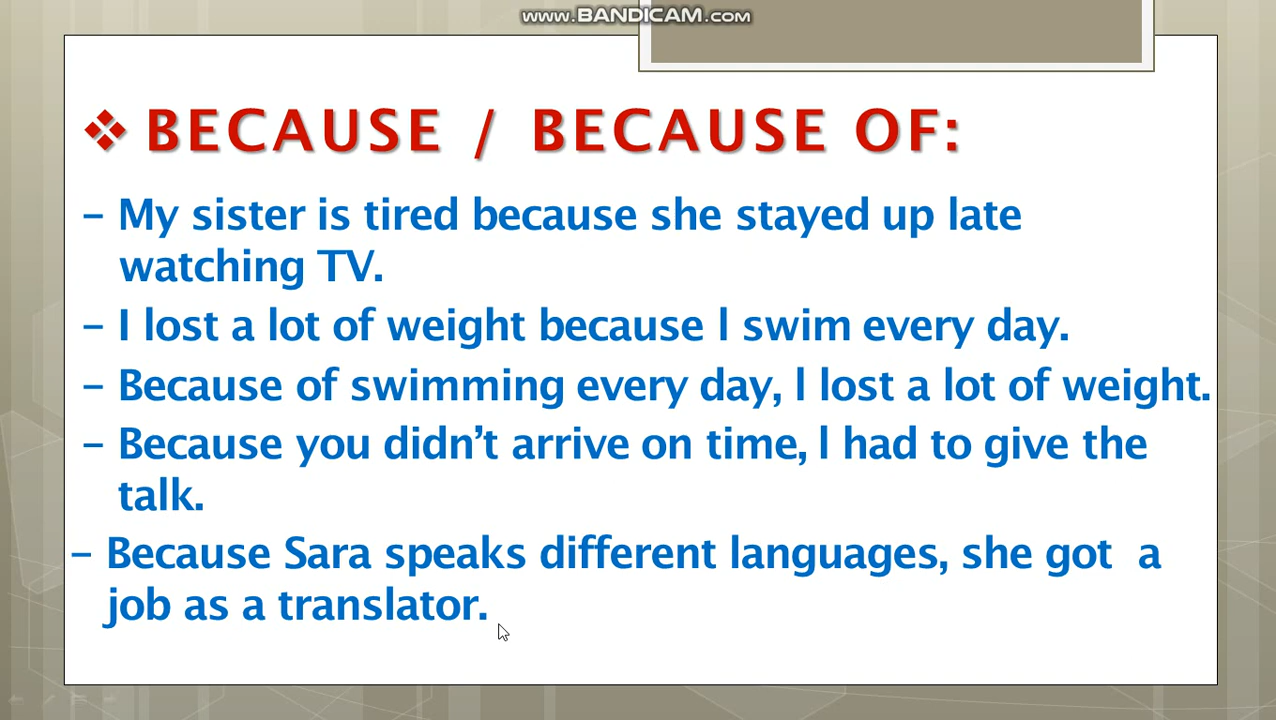 www.BANDICAM.com
❖ BECAUSE / BECAUSE OF:
– My sister is tired because she stayed up late
watching TV.
– I lost a lot of weight because I swim every day.
– Because of swimming every day, I lost a lot of weight.
– Because you didn’t arrive on time, I had to give the
talk.
– Because Sara speaks different languages, she got a
job as a translator.